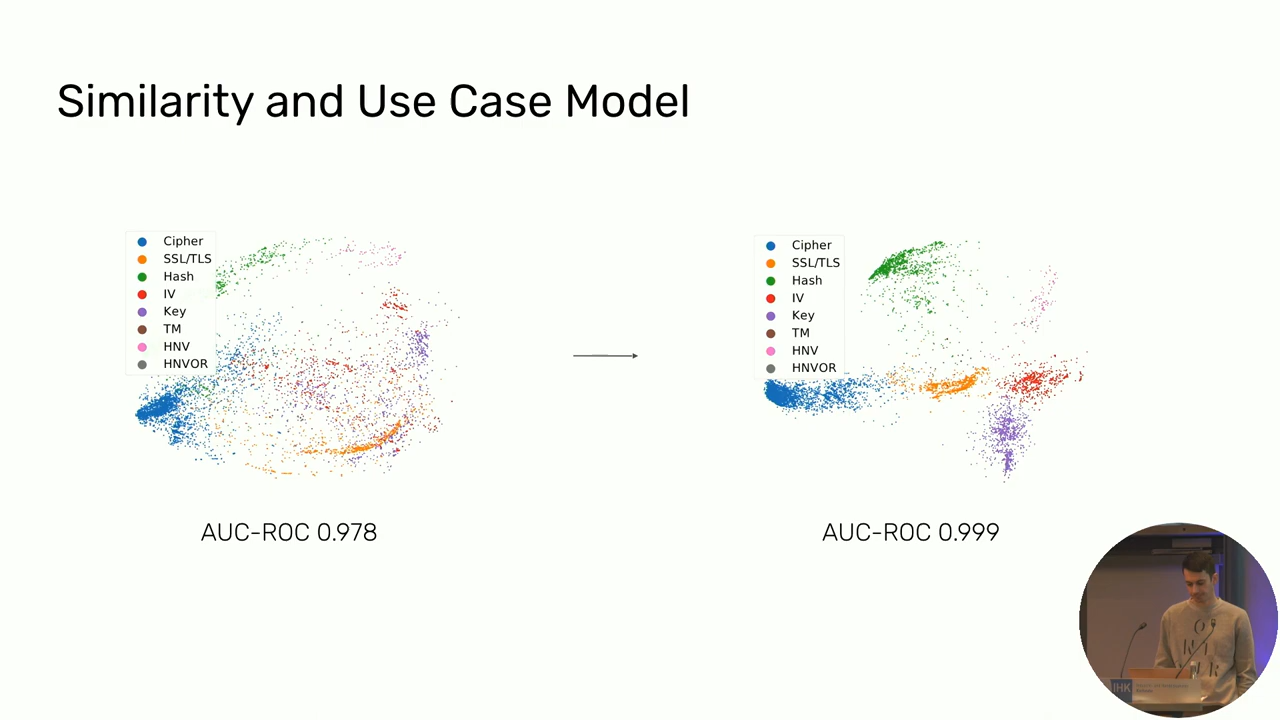 Similarity and Use Case Model
Cipher
SSL/TLS
Hash
IV
Key
TM
HNV
HNVOR
AUC-ROC 0.978
Cipher
SSL/TLS
Hash
IV
Key
TM
HNV
HNVOR
AUC-ROC 0.999
IHK